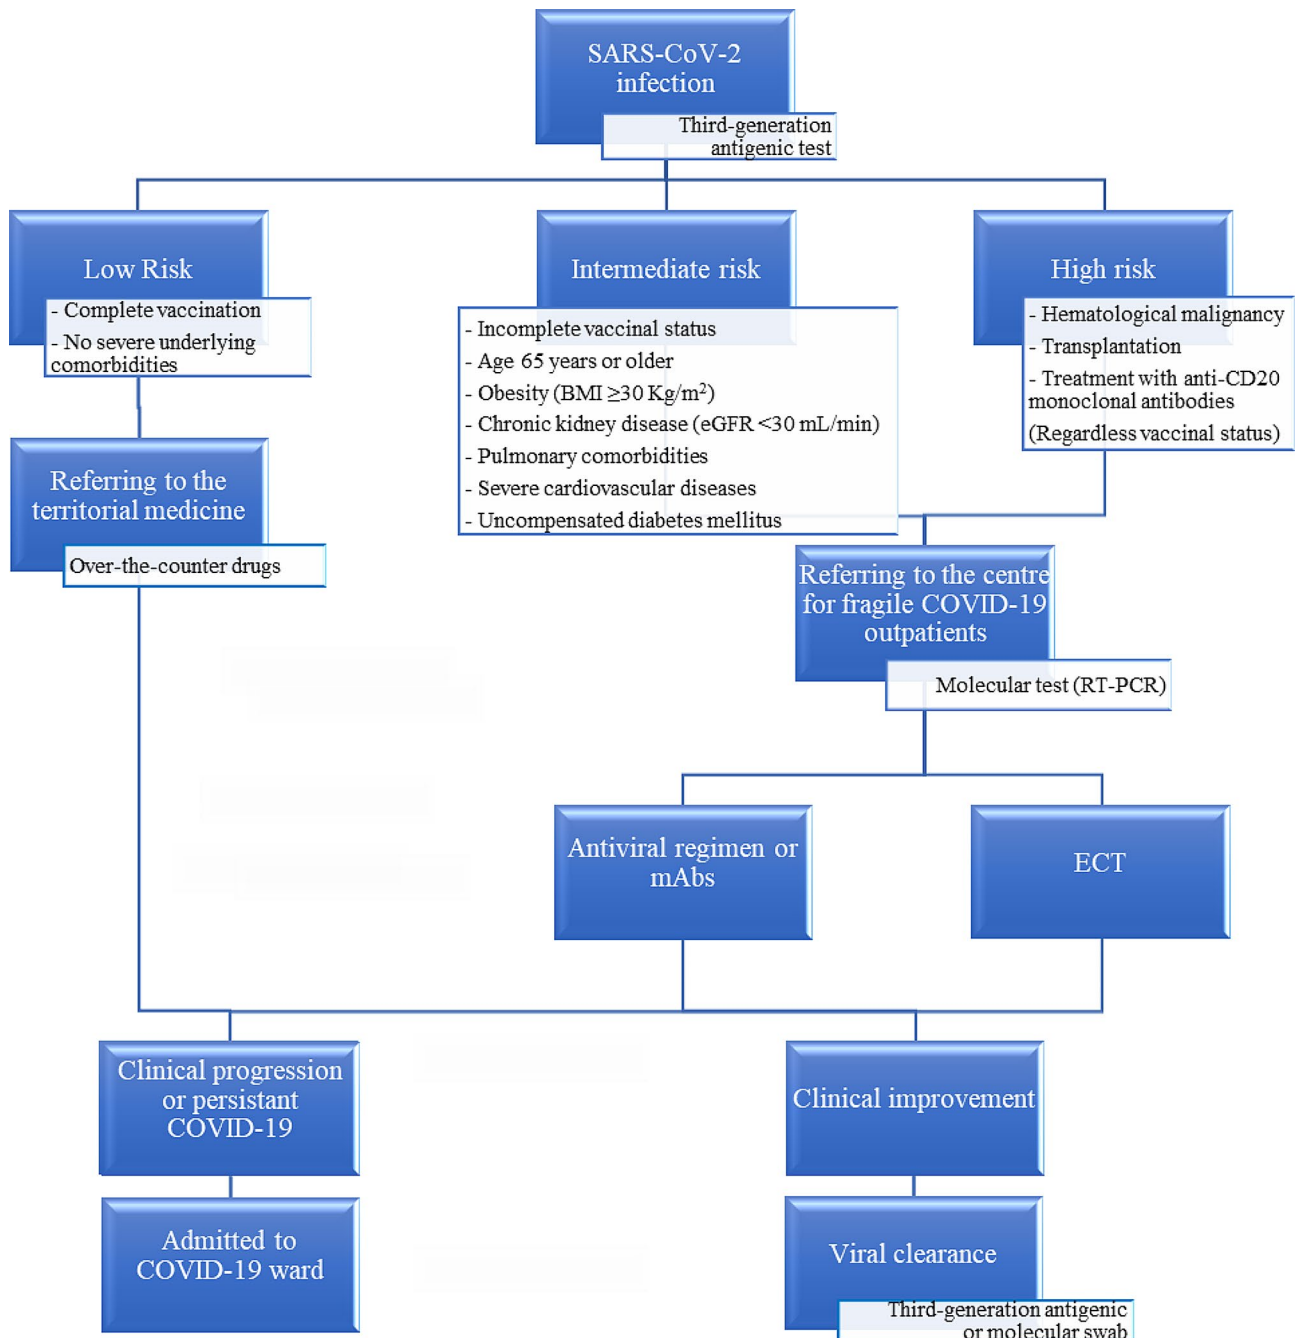 SARS-CoV-2
infection
Third-generation
antigenic test
Low Risk
- Complete vaccination
- No severe underlying
comorbidities
Intermediate risk
- Incomplete vaccinal status
- Age 65 years or older
- Obesity (BMI ≥30 Kg/m²)
- Chronic kidney disease (eGFR <30 mL/min)
- Pulmonary comorbidities
- Severe cardiovascular diseases
- Uncompensated diabetes mellitus
High risk
- Hematological malignancy
- Transplantation
- Treatment with anti-CD20
monoclonal antibodies
(Regardless vaccinal status)
Referring to the
territorial medicine
Over-the-counter drugs
Referring to the centre
for fragile COVID-19
outpatients
Molecular test (RT-PCR)
Antiviral regimen or
mAbs
ECT
Clinical progression
or persistant
COVID-19
Clinical improvement
Admitted to
COVID-19 ward
Viral clearance
Third-generation antigenic
or molecular swab